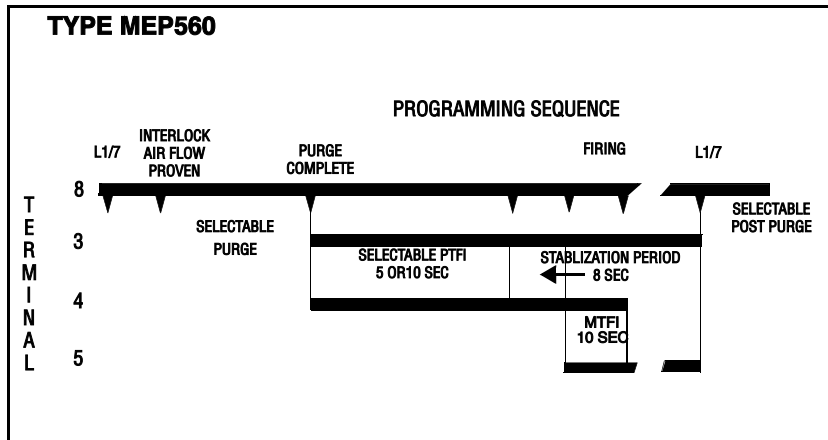 TYPE MEP560
PROGRAMMING SEQUENCE
L1/7
INTERLOCK
AIR FLOW
PROVEN
PURGE
COMPLETE
FIRING
L1/7
TERMINAL
8
SELECTABLE
PURGE
SELECTABLE
POST PURGE
3
SELECTABLE PTFI
5 OR10 SEC
STABLIZATION PERIOD
8 SEC
4
MTFI
10 SEC
5